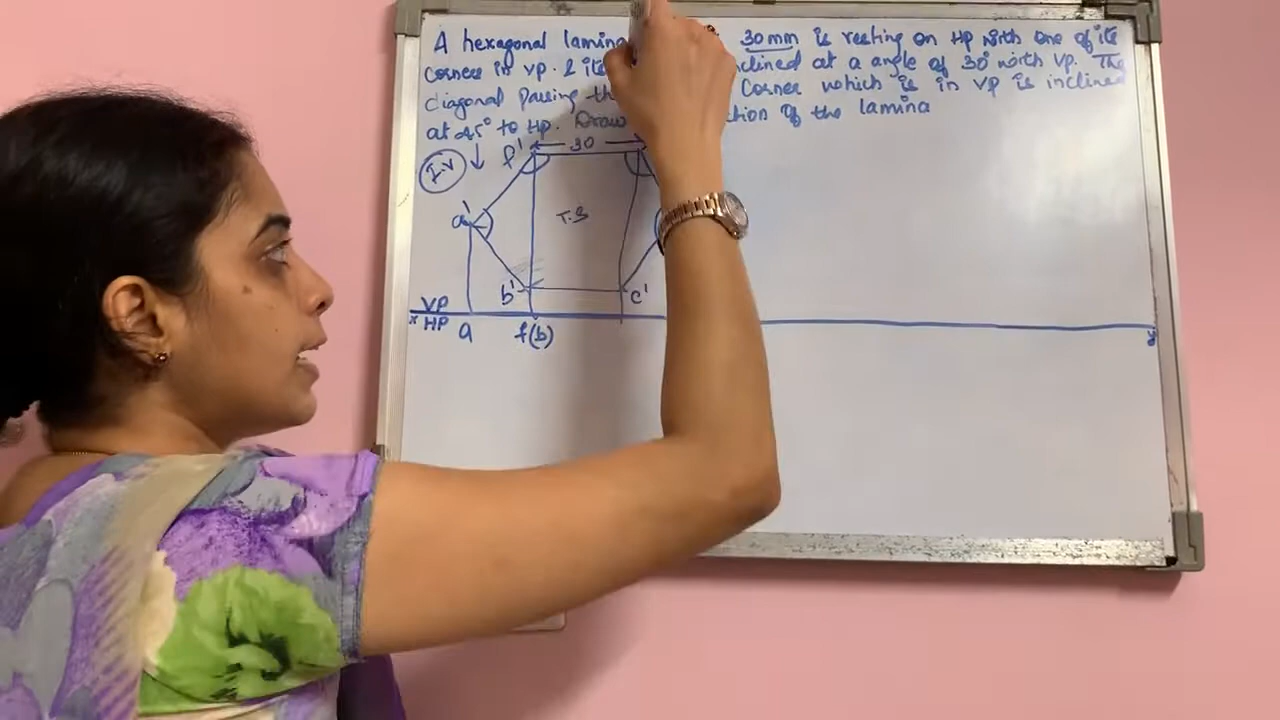 A hexagonal lamina 30mm is resting on HP with one of its
corner in VP. & its inclined at a angle of 30° with VP. The
diagonal passing th corner which is in VP is inclined
at 45° to HP. Draw ction of the lamina
I.V
f' 30
a' T.S
b' c'
VP
x HP a f(b) y